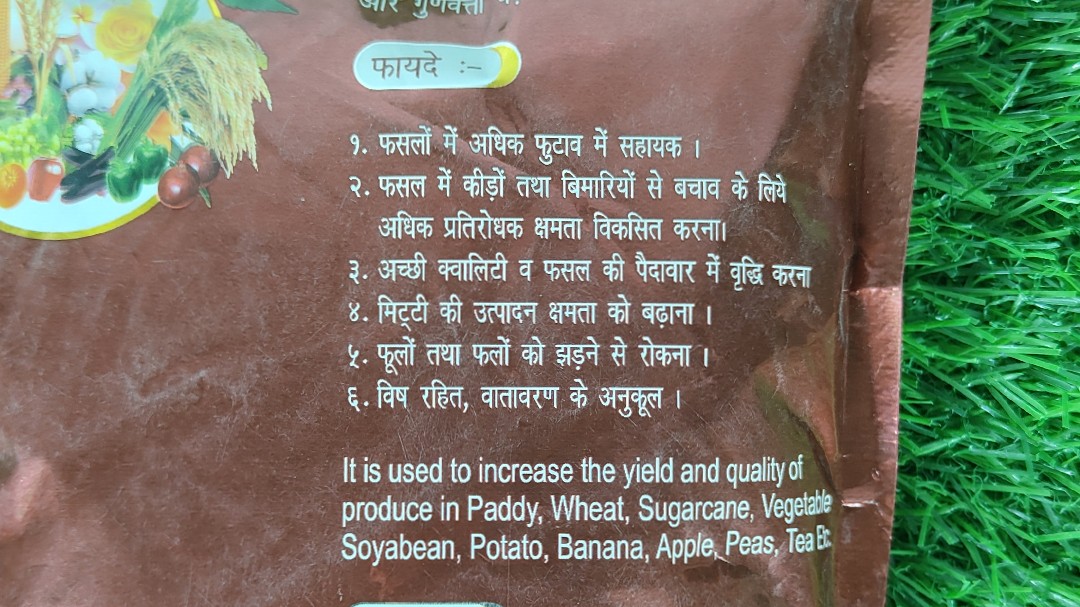 और गुणवत्ता
फायदे :–
१. फसलों में अधिक फुटाव में सहायक ।
२. फसल में कीड़ों तथा बिमारियों से बचाव के लिये
अधिक प्रतिरोधक क्षमता विकसित करना।
३. अच्छी क्वालिटी व फसल की पैदावार में वृद्धि करना
४. मिट्टी की उत्पादन क्षमता को बढ़ाना ।
५. फूलों तथा फलों को झड़ने से रोकना ।
६. विष रहित, वातावरण के अनुकूल ।
It is used to increase the yield and quality of
produce in Paddy, Wheat, Sugarcane, Vegetable
Soyabean, Potato, Banana, Apple, Peas, Tea Etc.